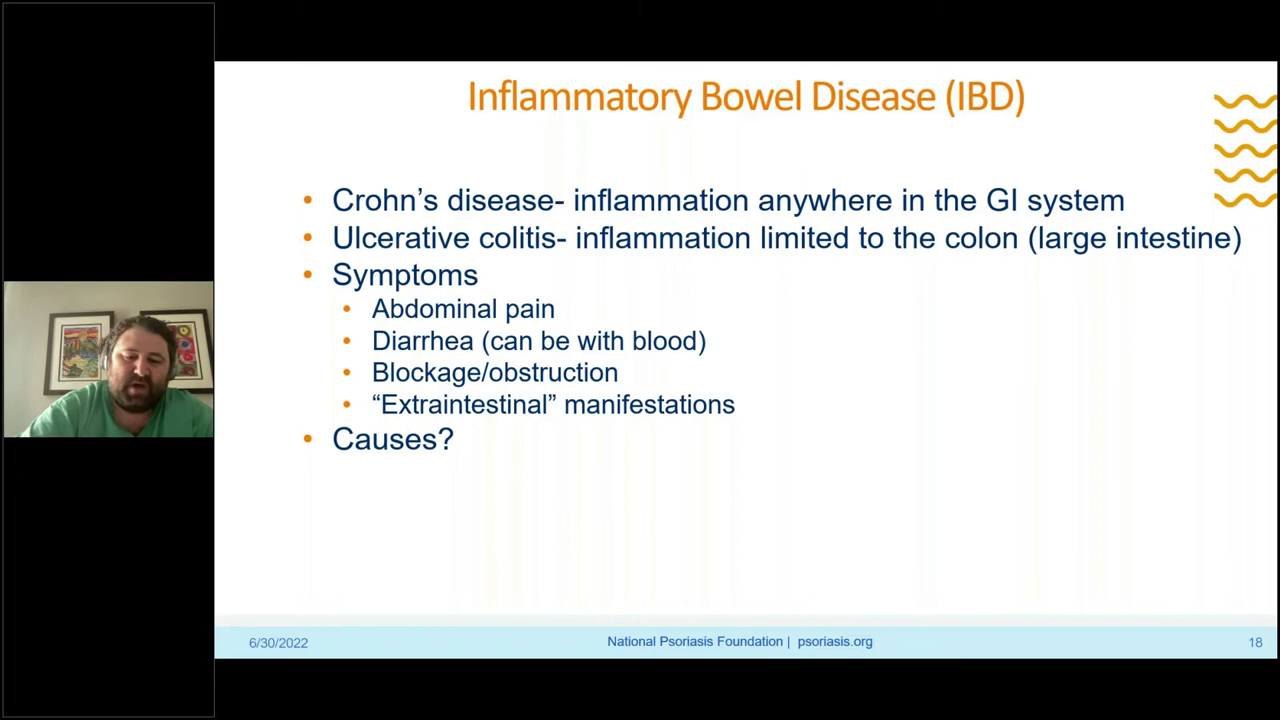 Inflammatory Bowel Disease (IBD)
• Crohn’s disease- inflammation anywhere in the GI system
• Ulcerative colitis- inflammation limited to the colon (large intestine)
• Symptoms
• Abdominal pain
• Diarrhea (can be with blood)
• Blockage/obstruction
• “Extraintestinal” manifestations
• Causes?
6/30/2022
National Psoriasis Foundation | psoriasis.org
18